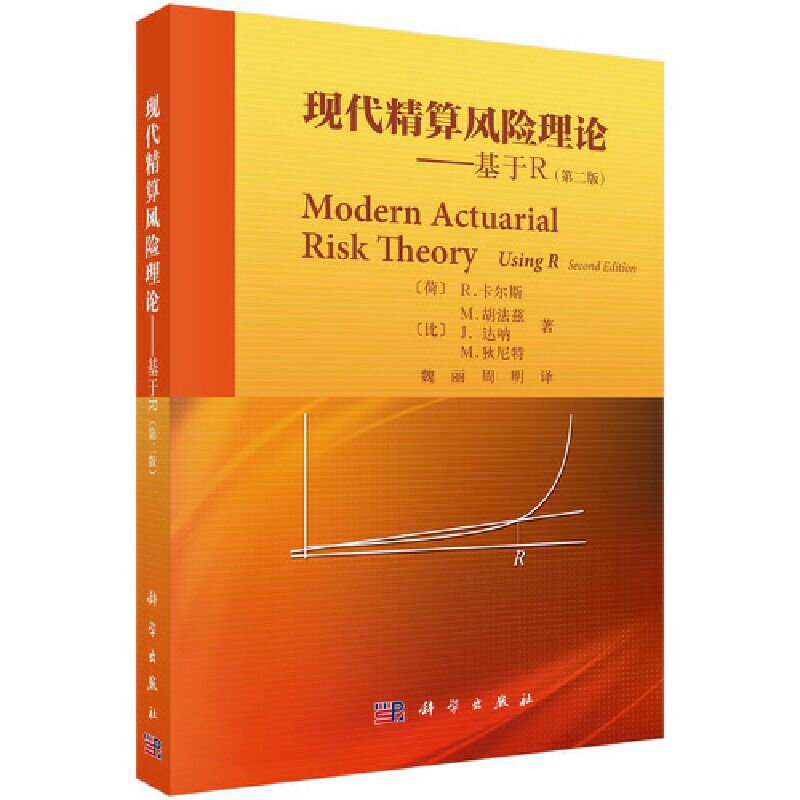 现代精算风险理论
——基于R（第二版）
Modern Actuarial
Risk Theory Using R Second Edition
〔荷〕 R.卡尔斯
M.胡法兹
〔比〕 J. 达呐 著
M.狄尼特
魏 丽 周 明 译
R
科学出版社
现代精算风险理论——基于R（第二版）
科学出版社